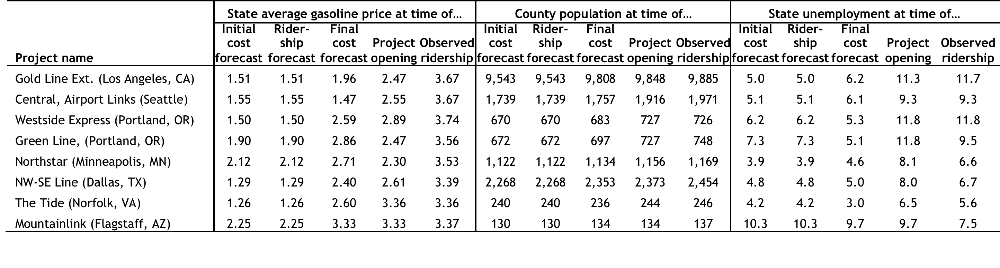 State average gasoline price at time of… County population at time of… State unemployment at time of…
Initial Rider- Final Initial Rider- Final Initial Rider- Final
cost ship cost Project Observed cost ship cost Project Observed cost ship cost Project Observed
Project name forecast forecast forecast opening ridership forecast forecast forecast opening ridership forecast forecast forecast opening ridership
Gold Line Ext. (Los Angeles, CA) 1.51 1.51 1.96 2.47 3.67 9,543 9,543 9,808 9,848 9,885 5.0 5.0 6.2 11.3 11.7
Central, Airport Links (Seattle) 1.55 1.55 1.47 2.55 3.67 1,739 1,739 1,757 1,916 1,971 5.1 5.1 6.1 9.3 9.3
Westside Express (Portland, OR) 1.50 1.50 2.59 2.89 3.74 670 670 683 727 726 6.2 6.2 5.3 11.8 11.8
Green Line, (Portland, OR) 1.90 1.90 2.86 2.47 3.56 672 672 697 727 748 7.3 7.3 5.1 11.8 9.5
Northstar (Minneapolis, MN) 2.12 2.12 2.71 2.30 3.53 1,122 1,122 1,134 1,156 1,169 3.9 3.9 4.6 8.1 6.6
NW-SE Line (Dallas, TX) 1.29 1.29 2.40 2.61 3.39 2,268 2,268 2,353 2,373 2,454 4.8 4.8 5.0 8.0 6.7
The Tide (Norfolk, VA) 1.26 1.26 2.60 3.36 3.36 240 240 236 244 246 4.2 4.2 3.0 6.5 5.6
Mountainlink (Flagstaff, AZ) 2.25 2.25 3.33 3.33 3.37 130 130 134 134 137 10.3 10.3 9.7 9.7 7.5